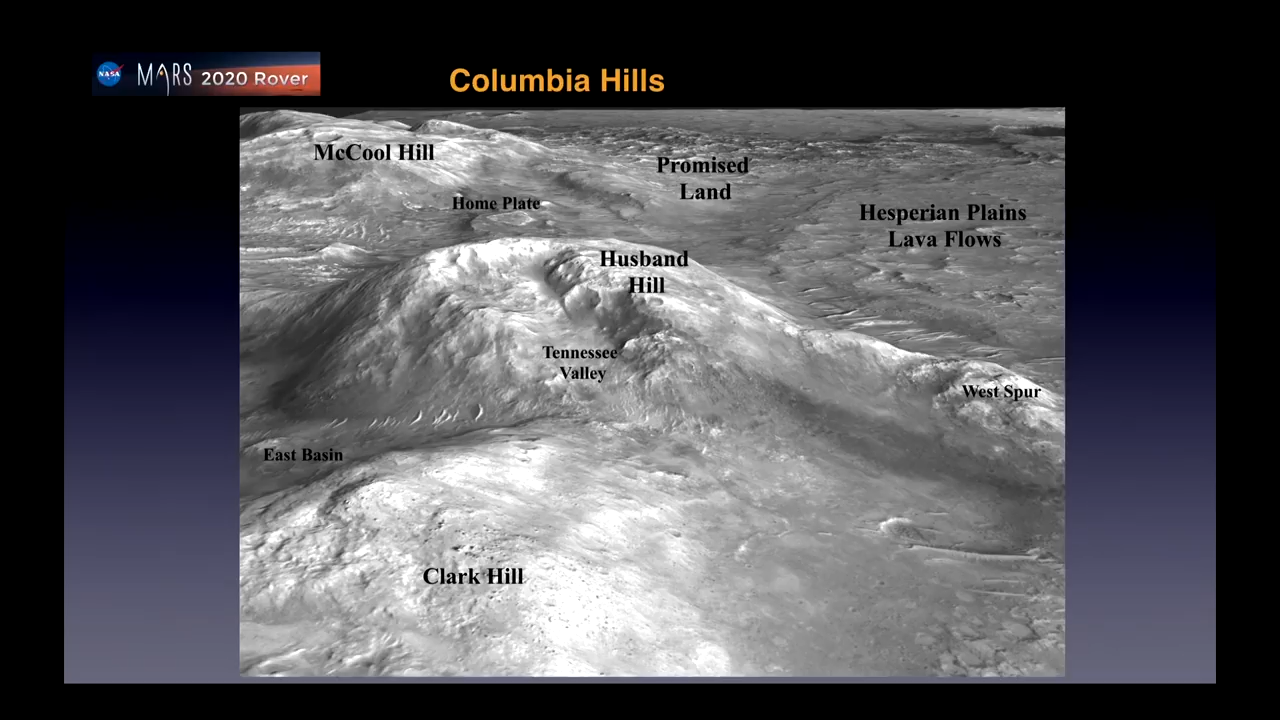 NASA
MARS 2020 Rover
Columbia Hills
McCool Hill
Promised
Land
Home Plate
Hesperian Plains
Lava Flows
Husband
Hill
Tennessee
Valley
West Spur
East Basin
Clark Hill